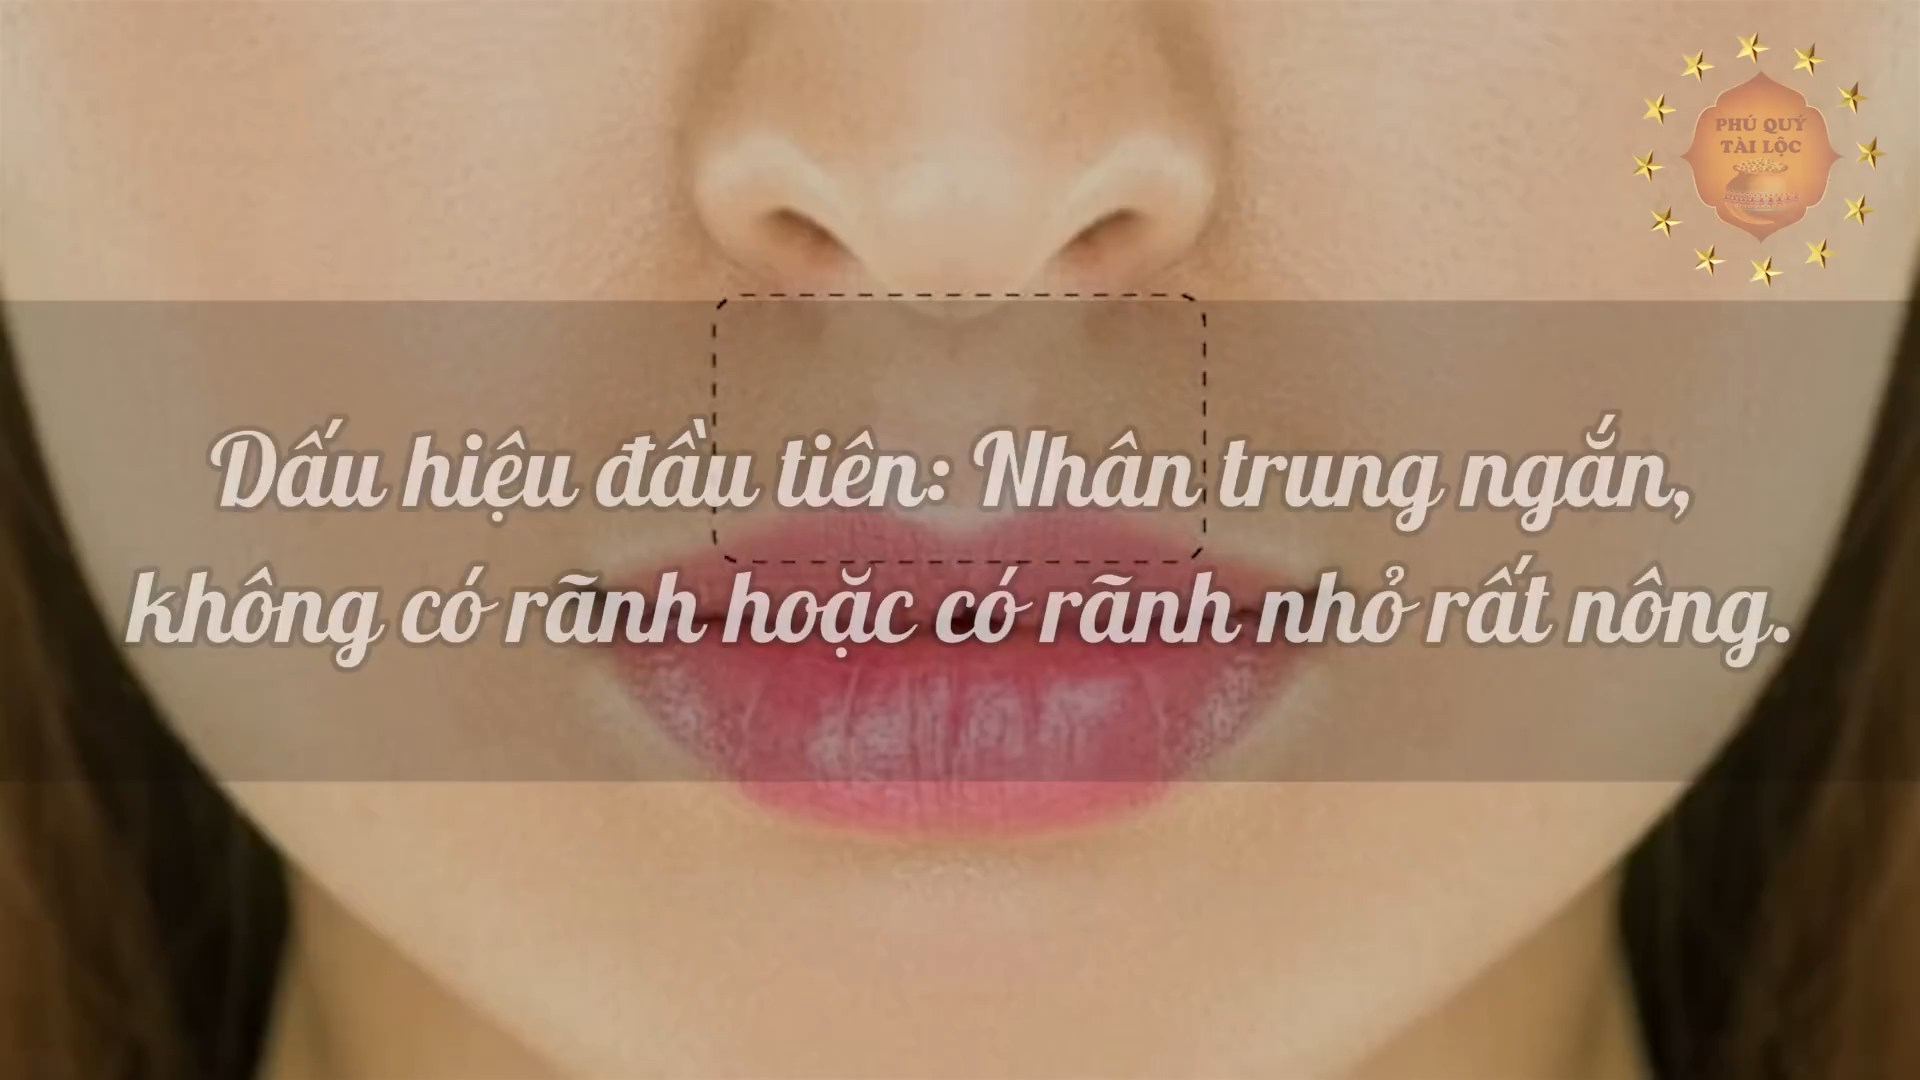 PHÚ QUÝ
TÀI LỘC
Dấu hiệu đầu tiên: Nhân trung ngắn,
không có rãnh hoặc có rãnh nhỏ rất nông.